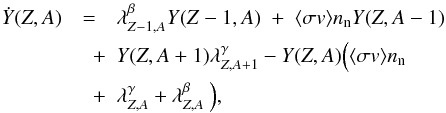 Ẏ(Z, A) = λ^β_{Z−1,A} Y(Z − 1, A) + ⟨σv⟩n_n Y(Z, A − 1)
+ Y(Z, A + 1)λ^γ_{Z,A+1} − Y(Z, A)(⟨σv⟩n_n
+ λ^γ_{Z,A} + λ^β_{Z,A} ),